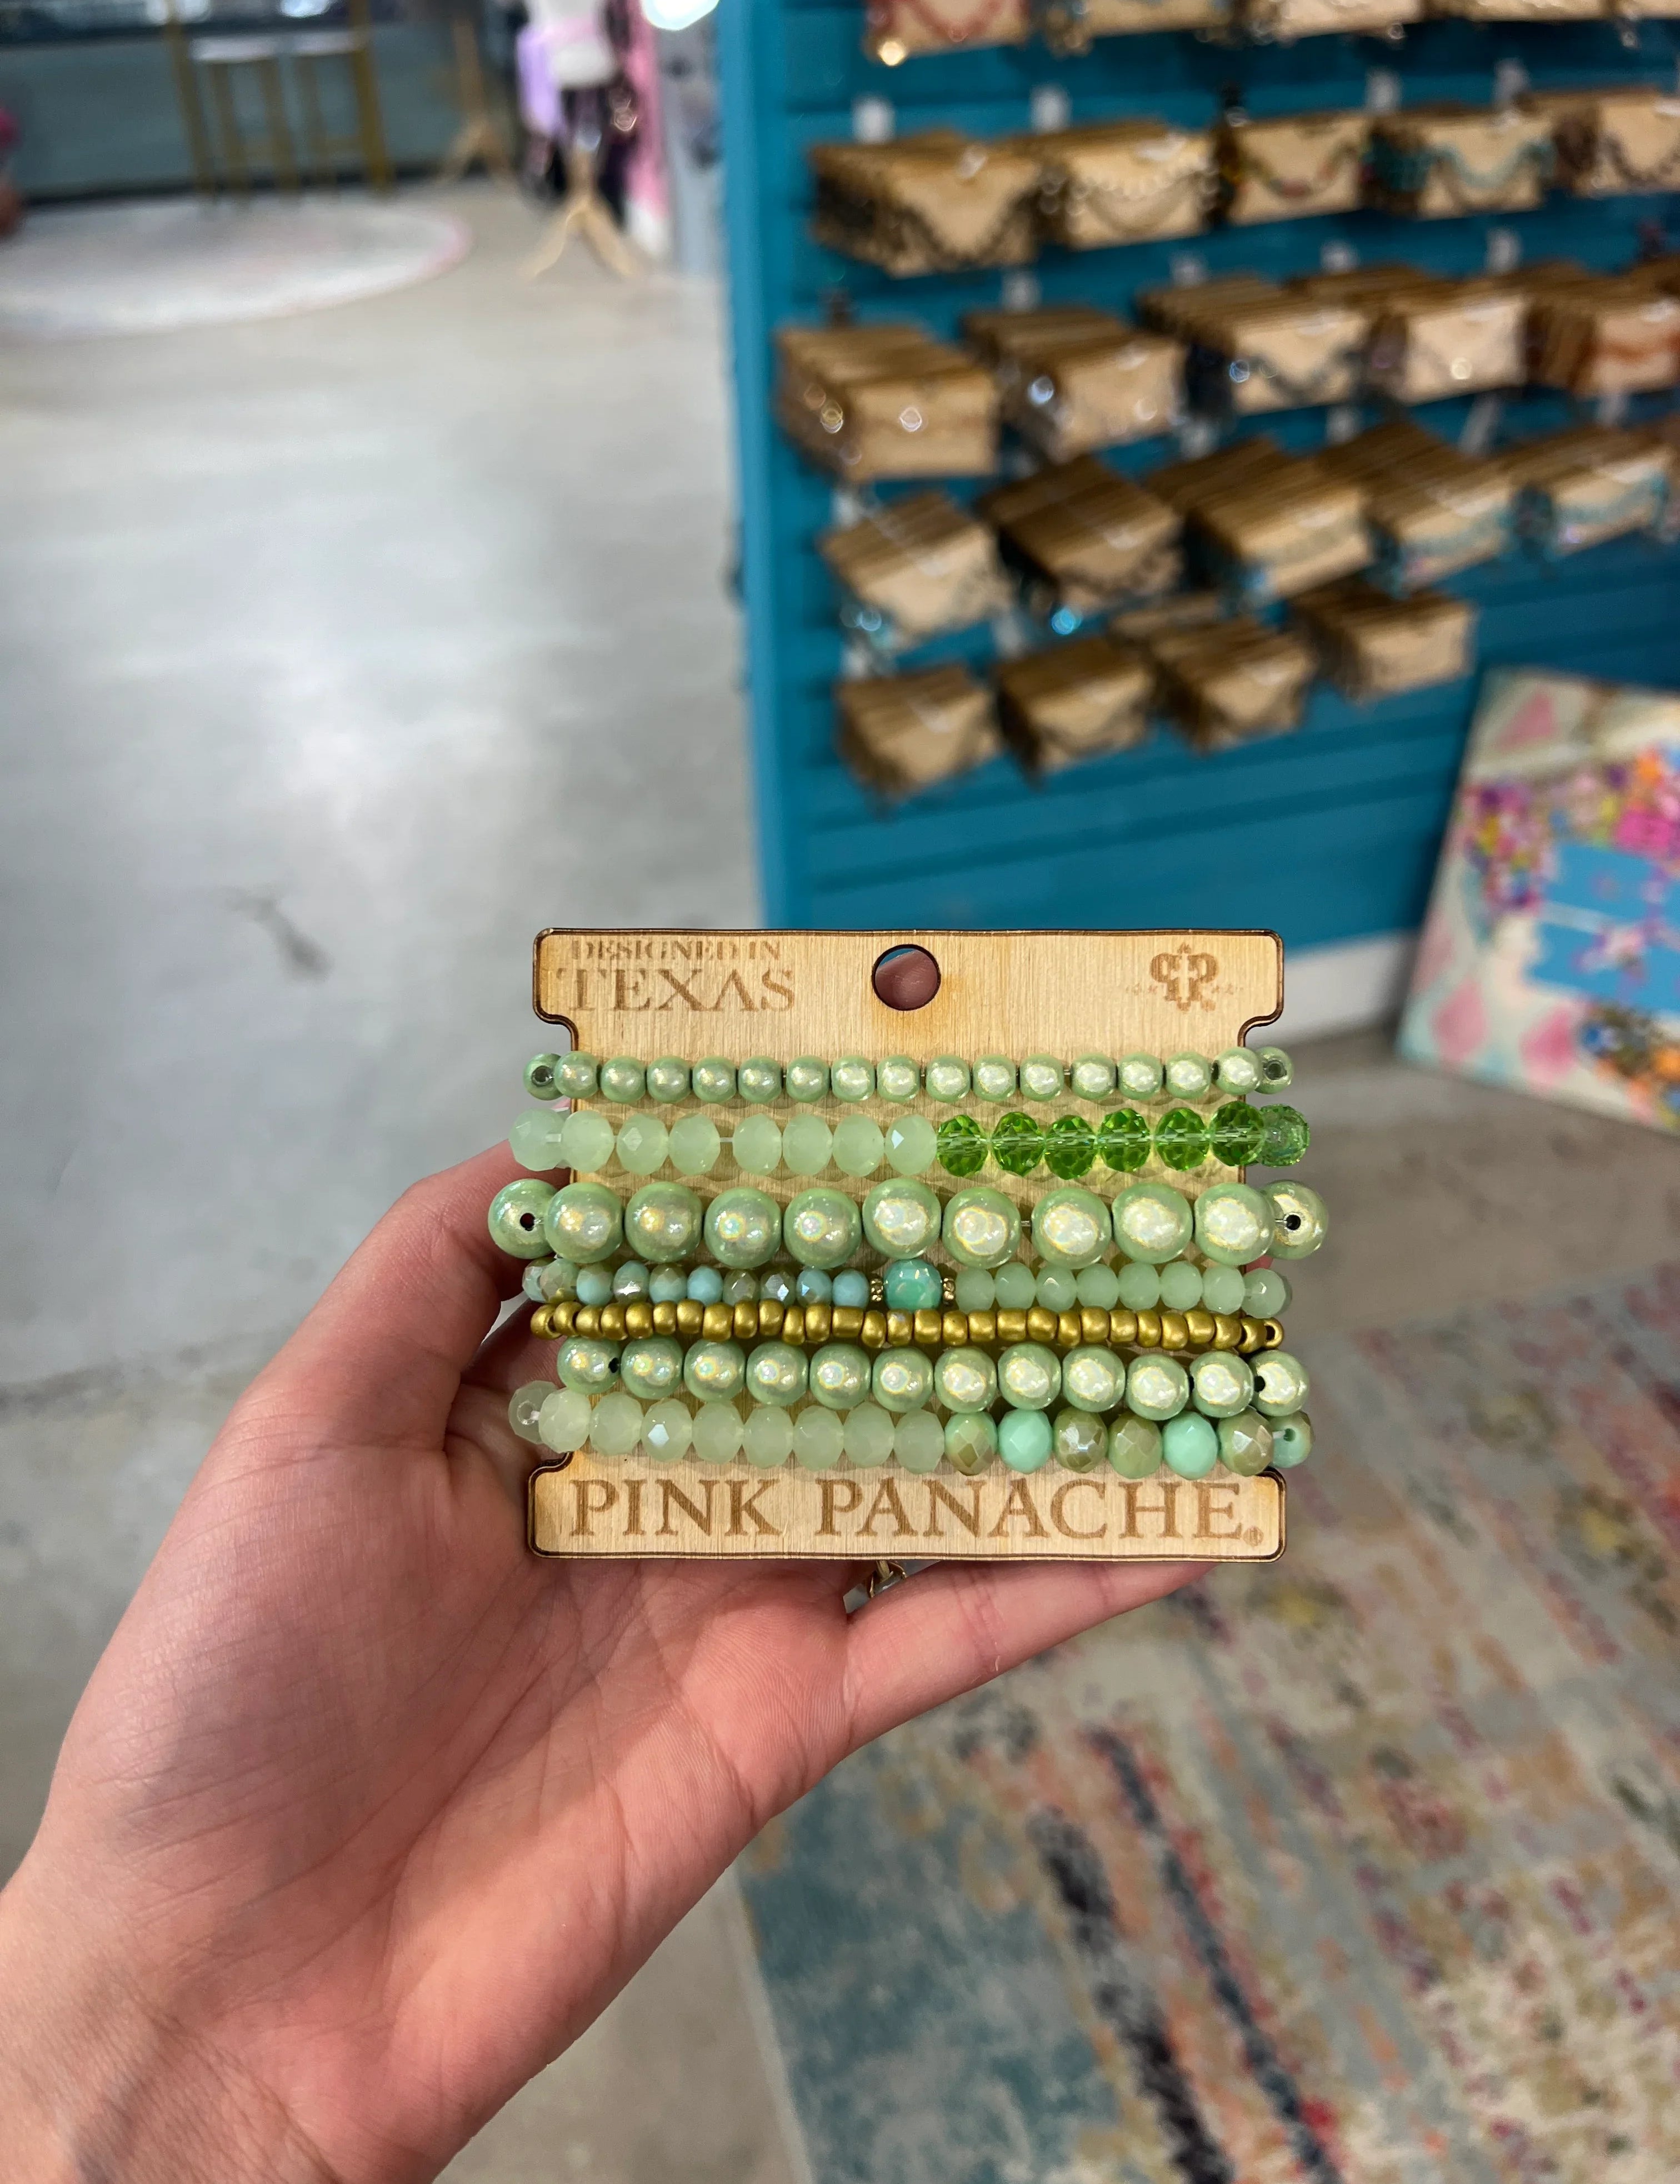 DESIGNED IN
TEXAS
PINK PANACHE®